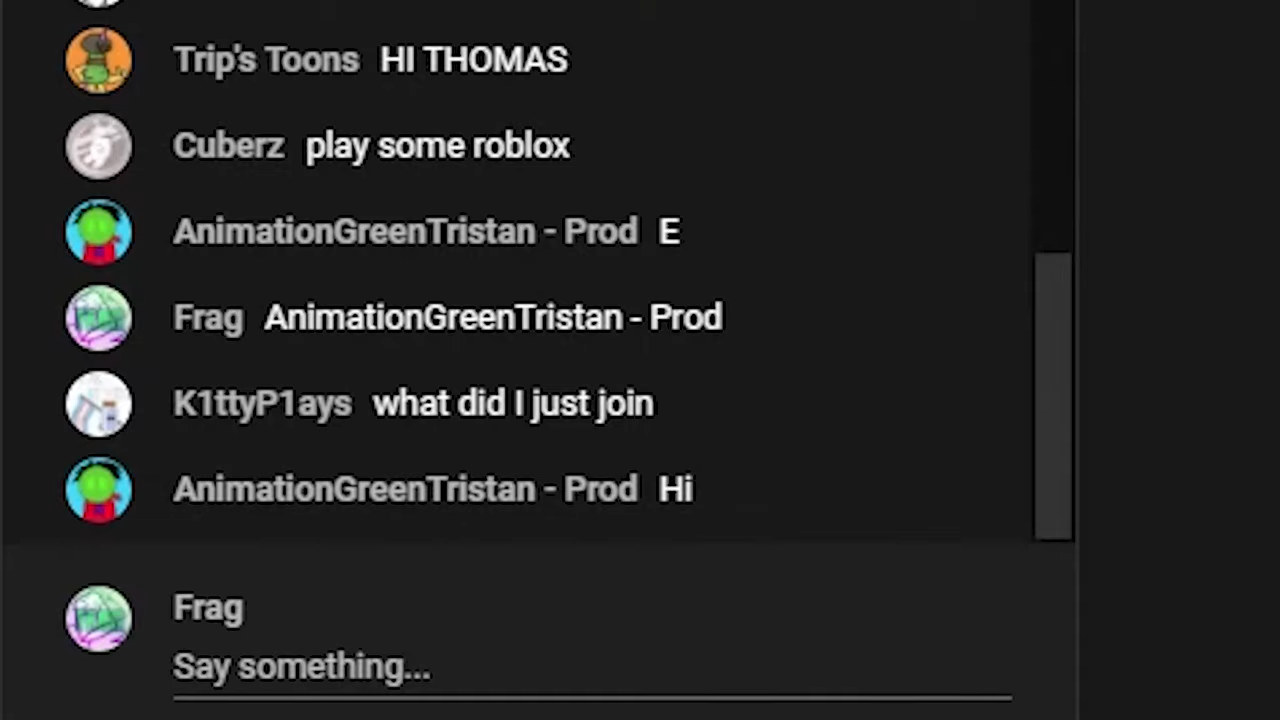 Trip's Toons HI THOMAS
Cuberz play some roblox
AnimationGreenTristan - Prod E
Frag AnimationGreenTristan - Prod
K1ttyP1ays what did I just join
AnimationGreenTristan - Prod Hi
Frag
Say something...